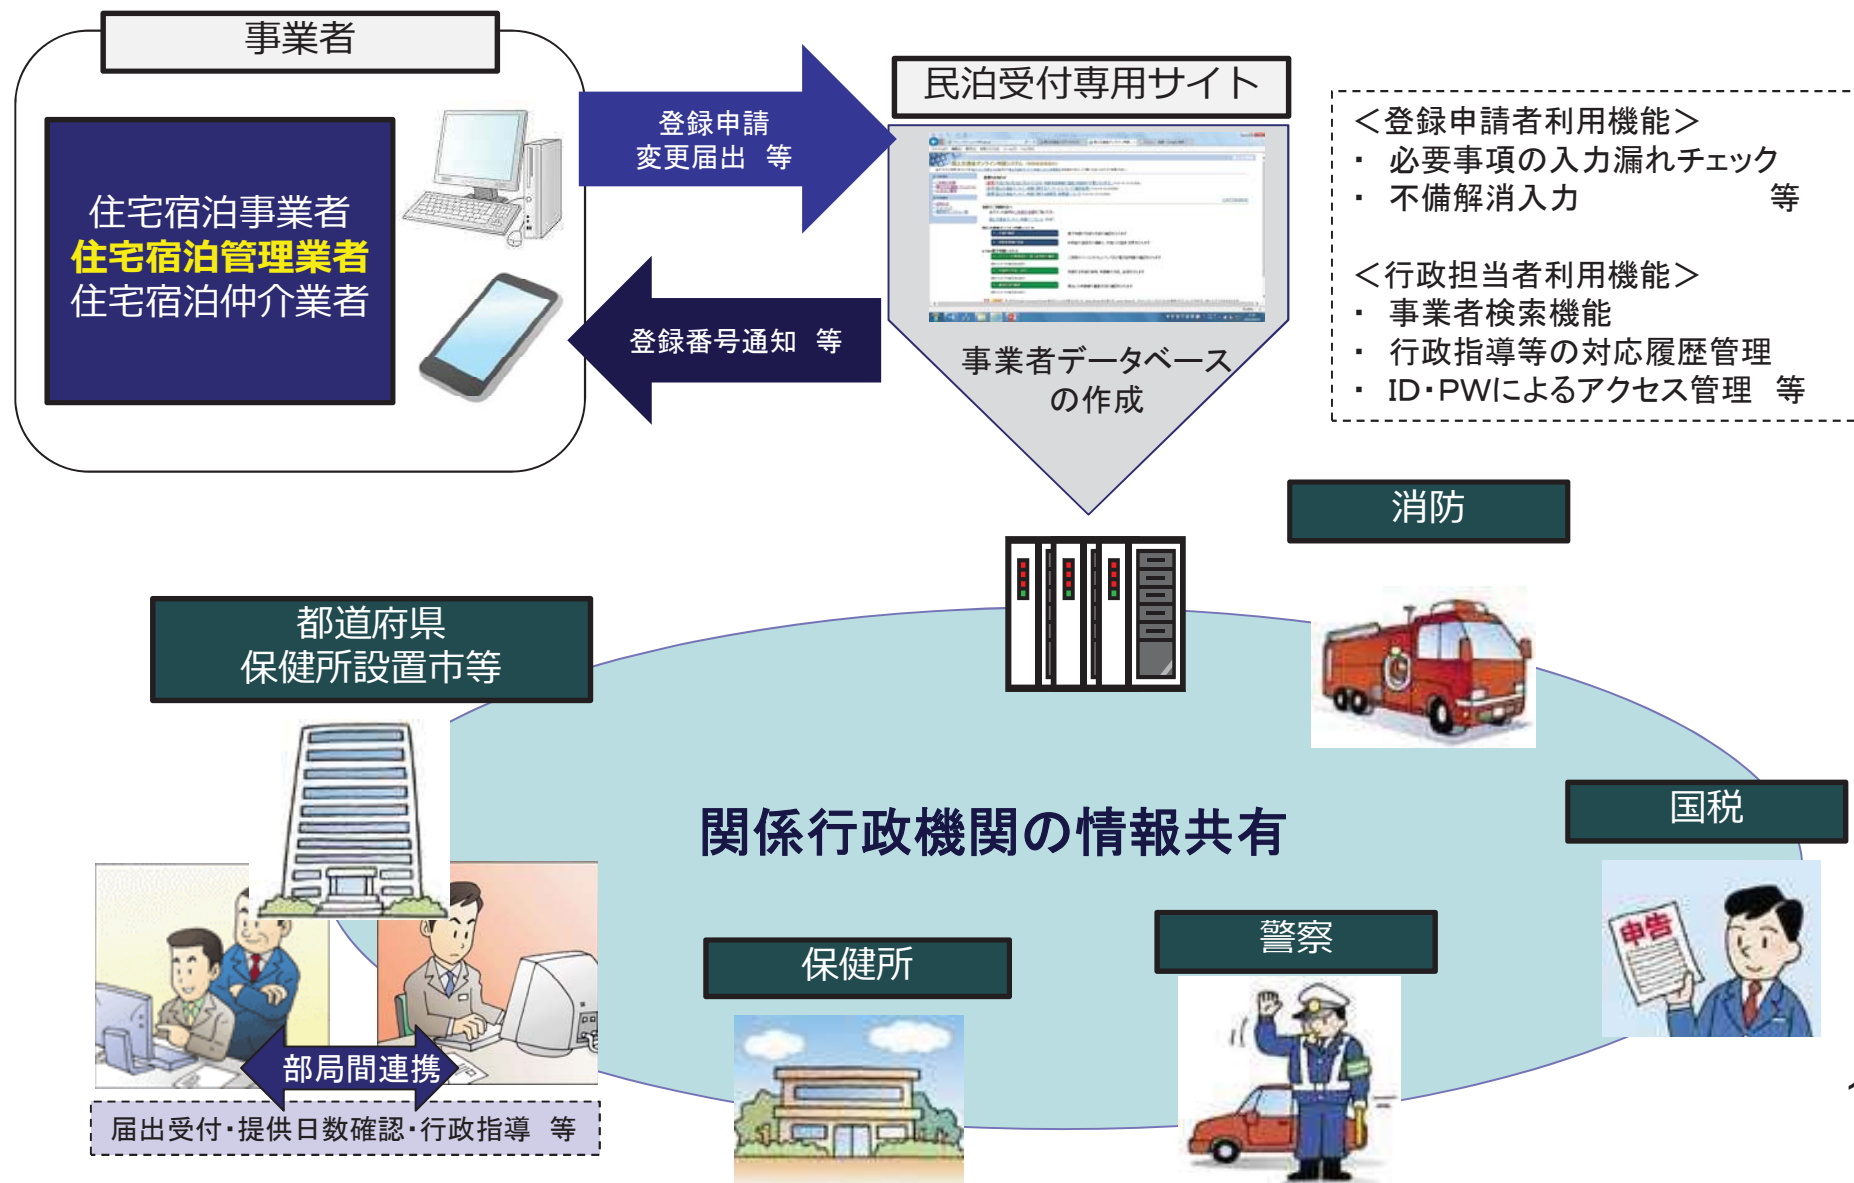 事業者
住宅宿泊事業者
住宅宿泊管理業者
住宅宿泊仲介業者
登録申請
変更届出 等
登録番号通知 等
民泊受付専用サイト
事業者データベース
の作成
＜登録申請者利用機能＞
・ 必要事項の入力漏れチェック
・ 不備解消入力 等
＜行政担当者利用機能＞
・ 事業者検索機能
・ 行政指導等の対応履歴管理
・ ID・PWによるアクセス管理 等
消防
都道府県
保健所設置市等
関係行政機関の情報共有
国税
申告
警察
保健所
部局間連携
届出受付・提供日数確認・行政指導 等